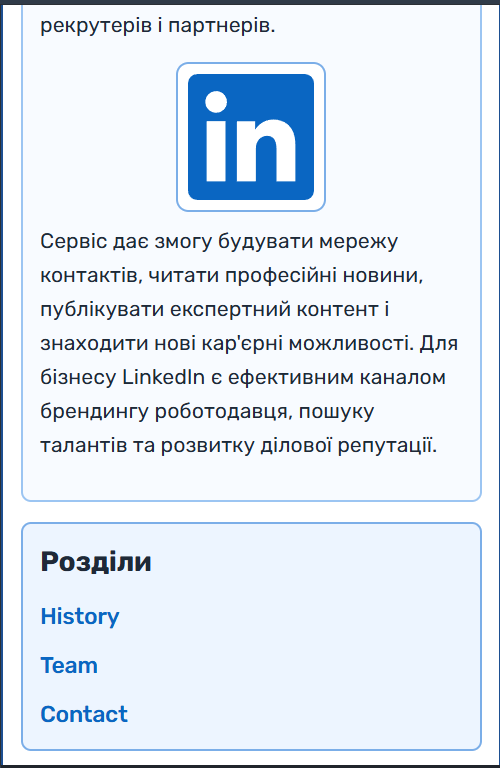 рекрутерів і партнерів.
in
Сервіс дає змогу будувати мережу
контактів, читати професійні новини,
публікувати експертний контент і
знаходити нові кар'єрні можливості. Для
бізнесу LinkedIn є ефективним каналом
брендингу роботодавця, пошуку
талантів та розвитку ділової репутації.
Розділи
History
Team
Contact